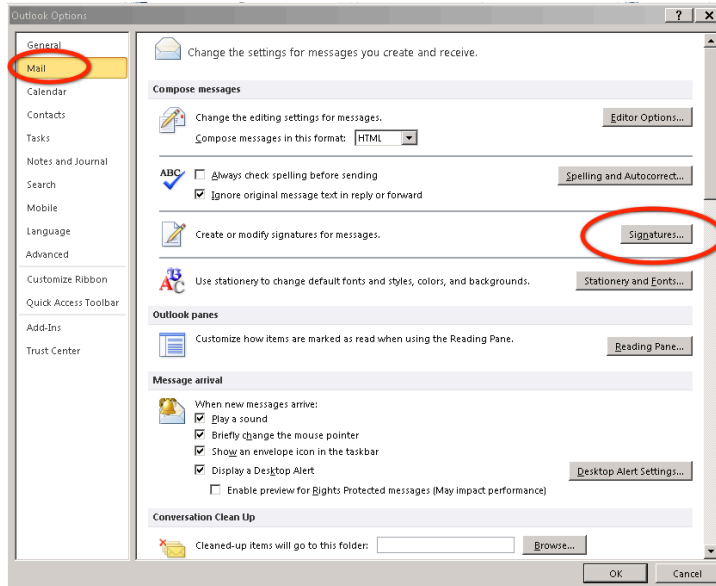 Outlook Options
General
Mail
Calendar
Contacts
Tasks
Notes and Journal
Search
Mobile
Language
Advanced
Customize Ribbon
Quick Access Toolbar
Add-Ins
Trust Center
Change the settings for messages you create and receive.
Compose messages
Change the editing settings for messages.
Editor Options...
Compose messages in this format: HTML
ABC
Always check spelling before sending
Spelling and Autocorrect...
Ignore original message text in reply or forward
Create or modify signatures for messages.
Signatures...
Use stationery to change default fonts and styles, colors, and backgrounds.
Stationery and Fonts...
Outlook panes
Customize how items are marked as read when using the Reading Pane.
Reading Pane...
Message arrival
When new messages arrive:
Play a sound
Briefly change the mouse pointer
Show an envelope icon in the taskbar
Display a Desktop Alert
Desktop Alert Settings...
Enable preview for Rights Protected messages (May impact performance)
Conversation Clean Up
Cleaned-up items will go to this folder:
Browse...
OK
Cancel